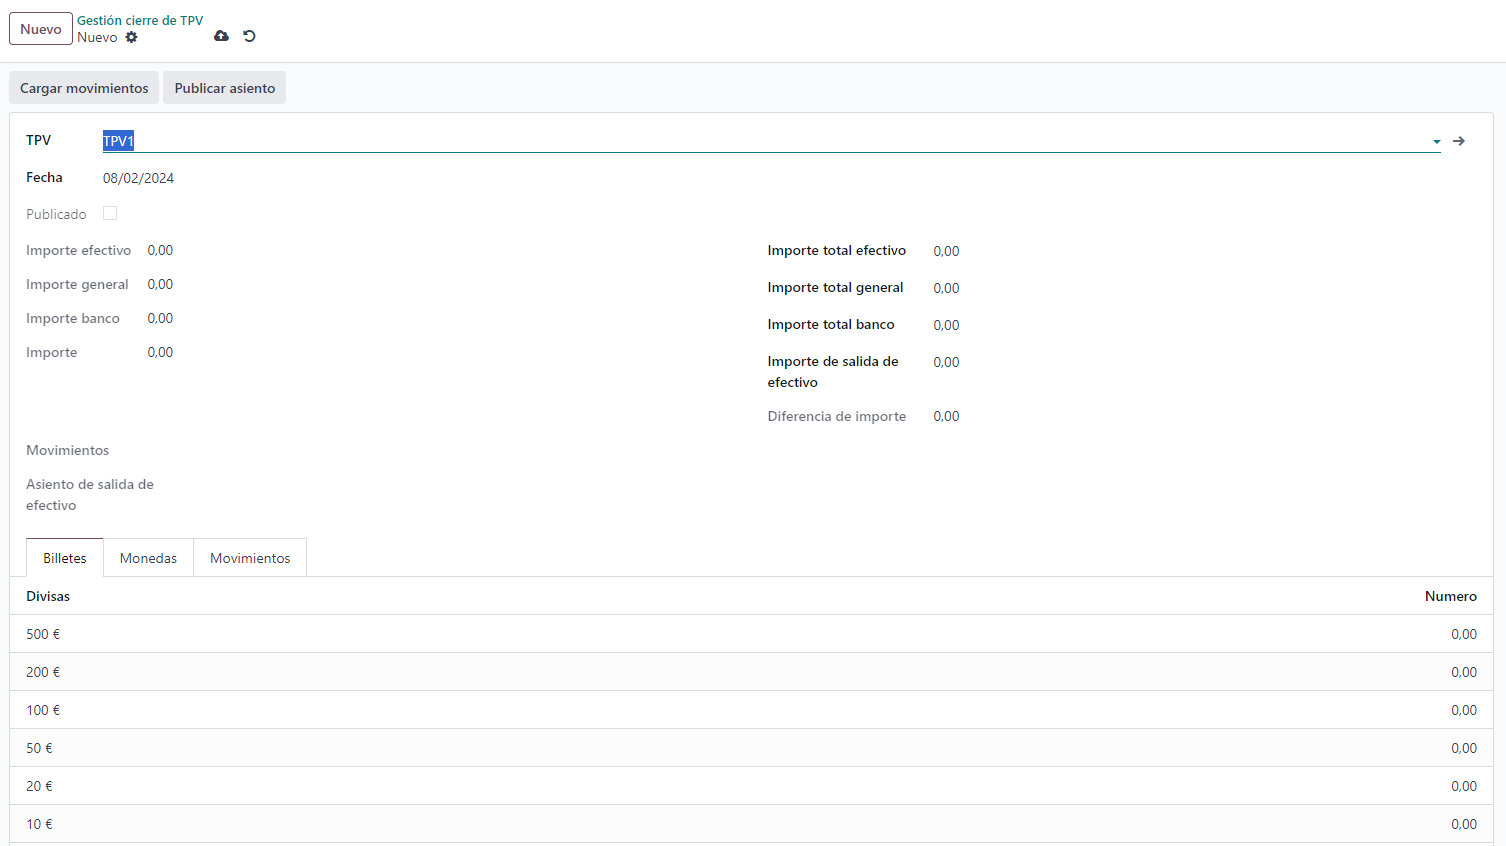 Nuevo
Gestión cierre de TPV
Nuevo
Cargar movimientos
Publicar asiento
TPV
TPV1
Fecha
08/02/2024
Publicado
Importe efectivo
0,00
Importe total efectivo
0,00
Importe general
0,00
Importe total general
0,00
Importe banco
0,00
Importe total banco
0,00
Importe
0,00
Importe de salida de
efectivo
0,00
Diferencia de importe
0,00
Movimientos
Asiento de salida de
efectivo
Billetes
Monedas
Movimientos
Divisas
Numero
500 €
0,00
200 €
0,00
100 €
0,00
50 €
0,00
20 €
0,00
10 €
0,00